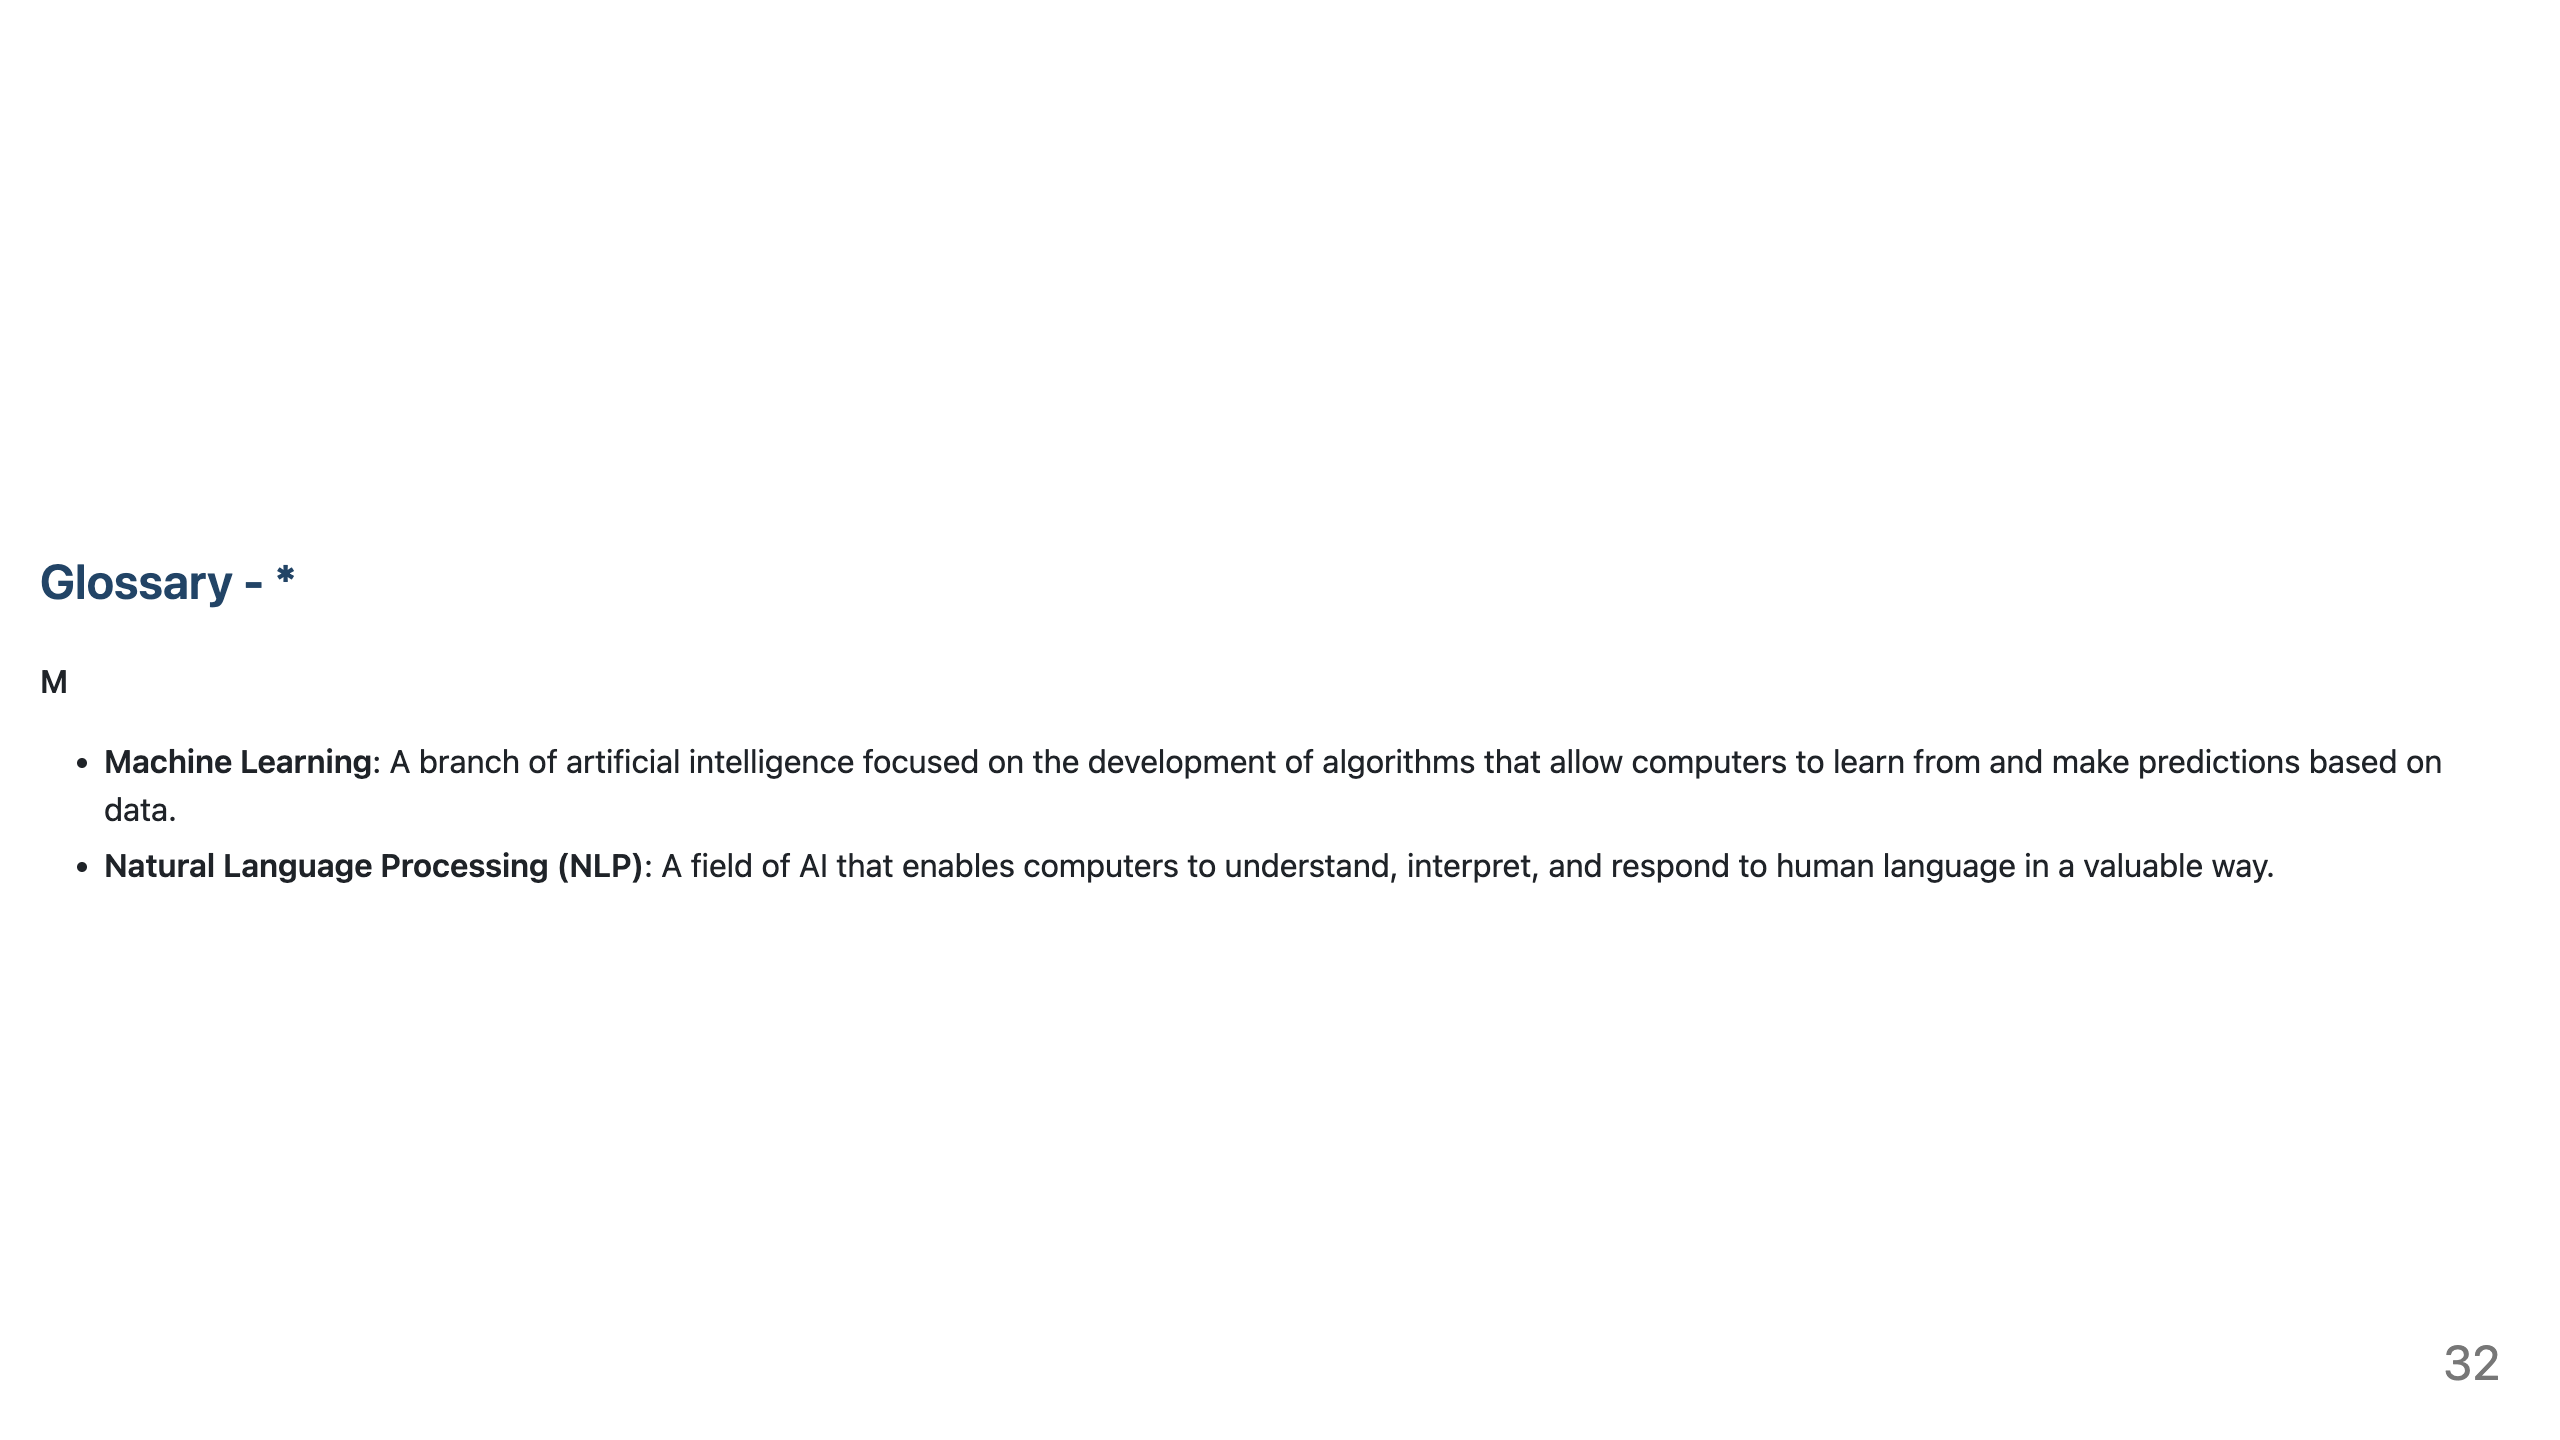 Glossary - *
M
• Machine Learning: A branch of artificial intelligence focused on the development of algorithms that allow computers to learn from and make predictions based on
data.
• Natural Language Processing (NLP): A field of AI that enables computers to understand, interpret, and respond to human language in a valuable way.
32